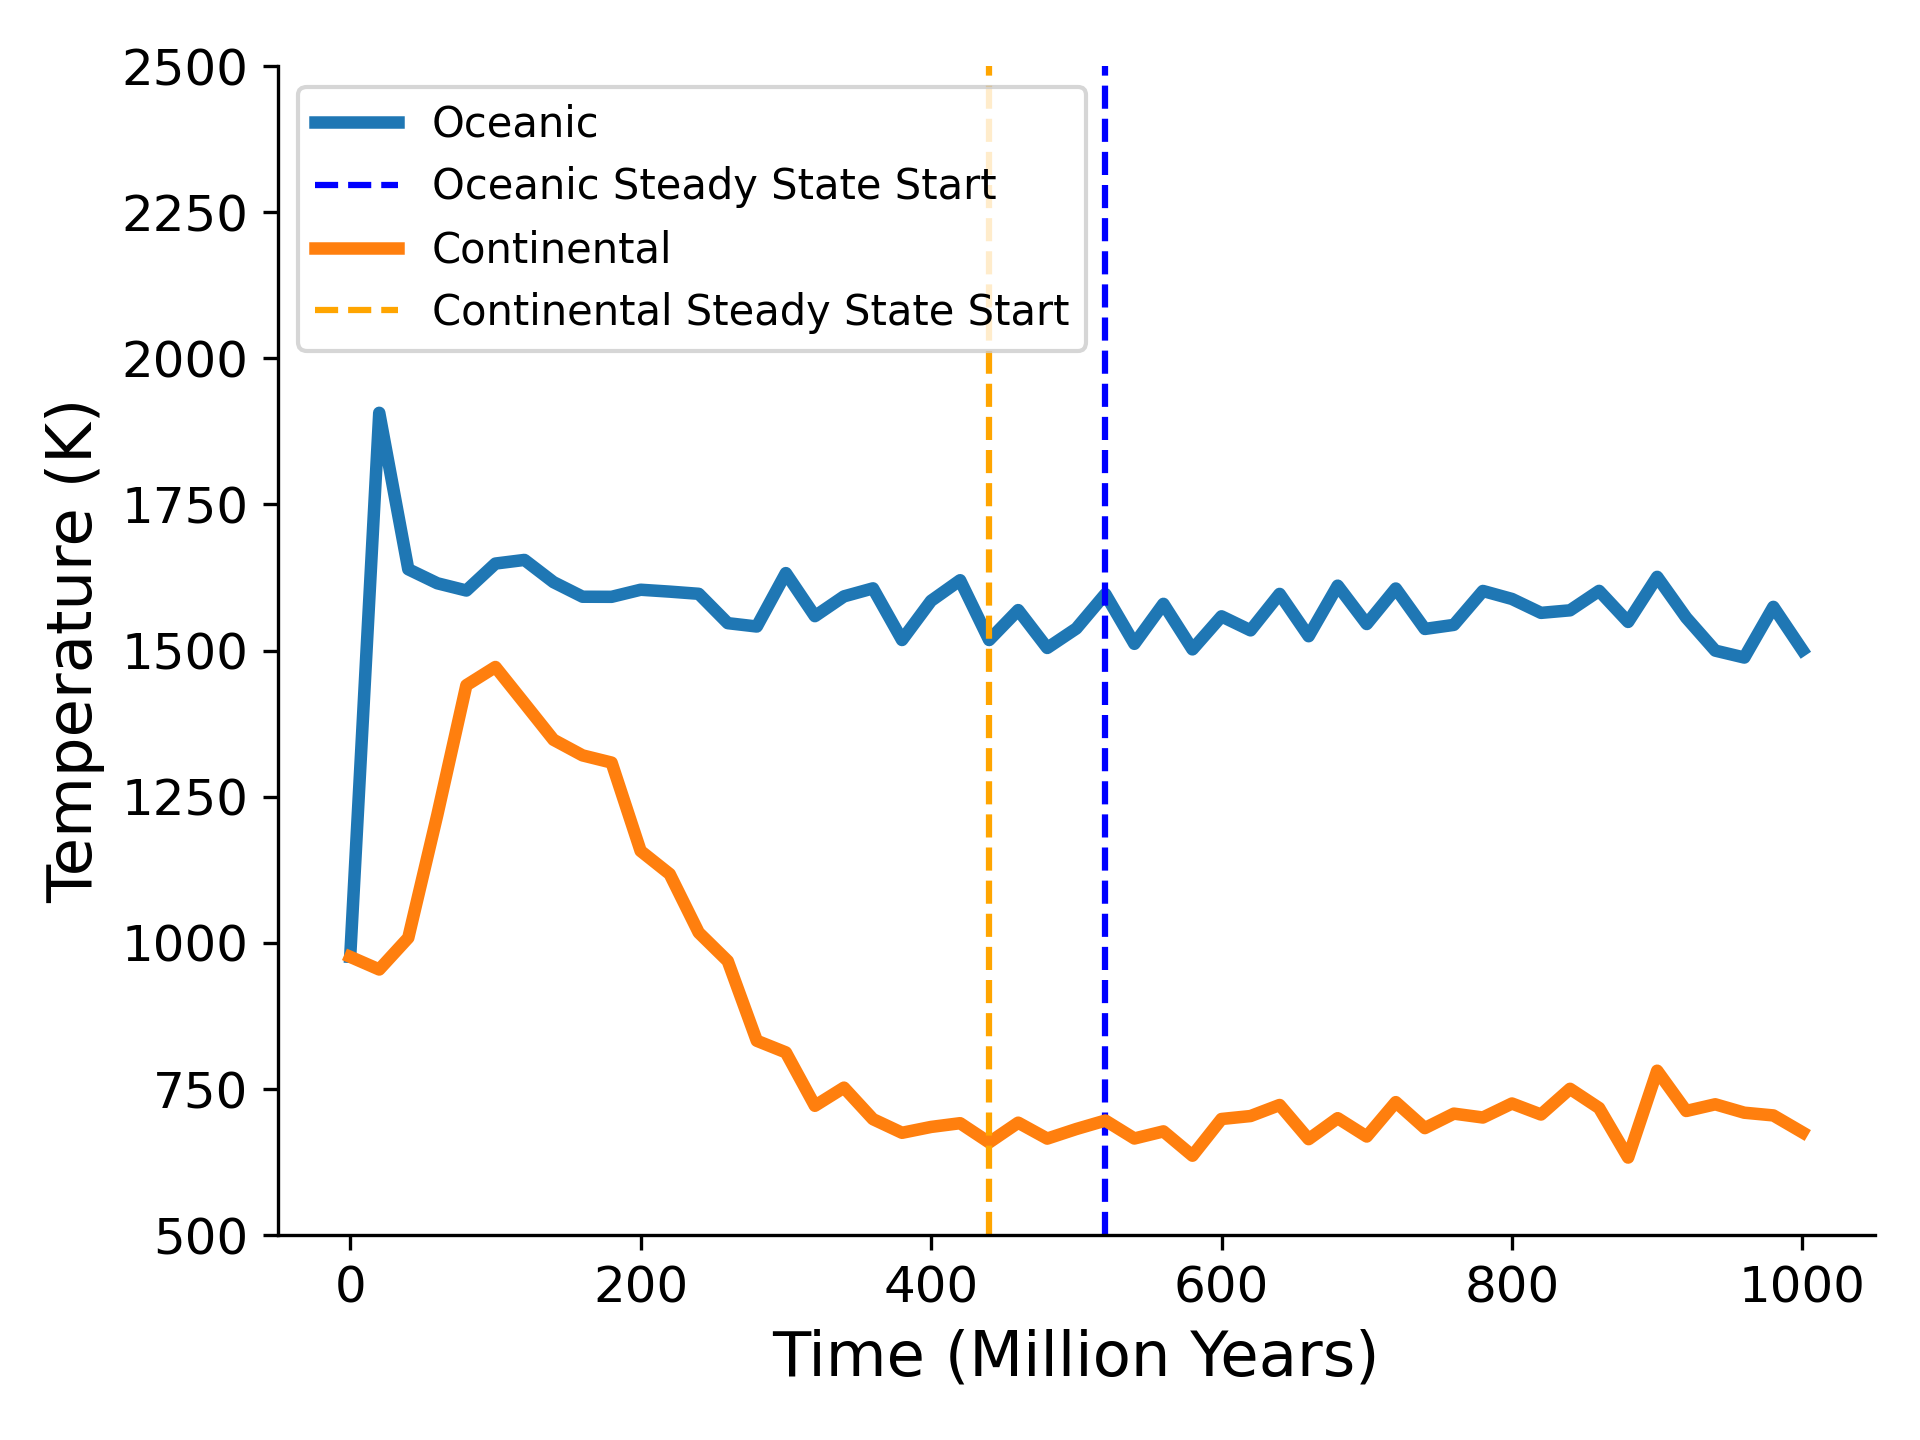 2500
2250
2000
1750
1500
1250
1000
750
500
Temperature (K)
Oceanic
Oceanic Steady State Start
Continental
Continental Steady State Start
0 200 400 600 800 1000
Time (Million Years)